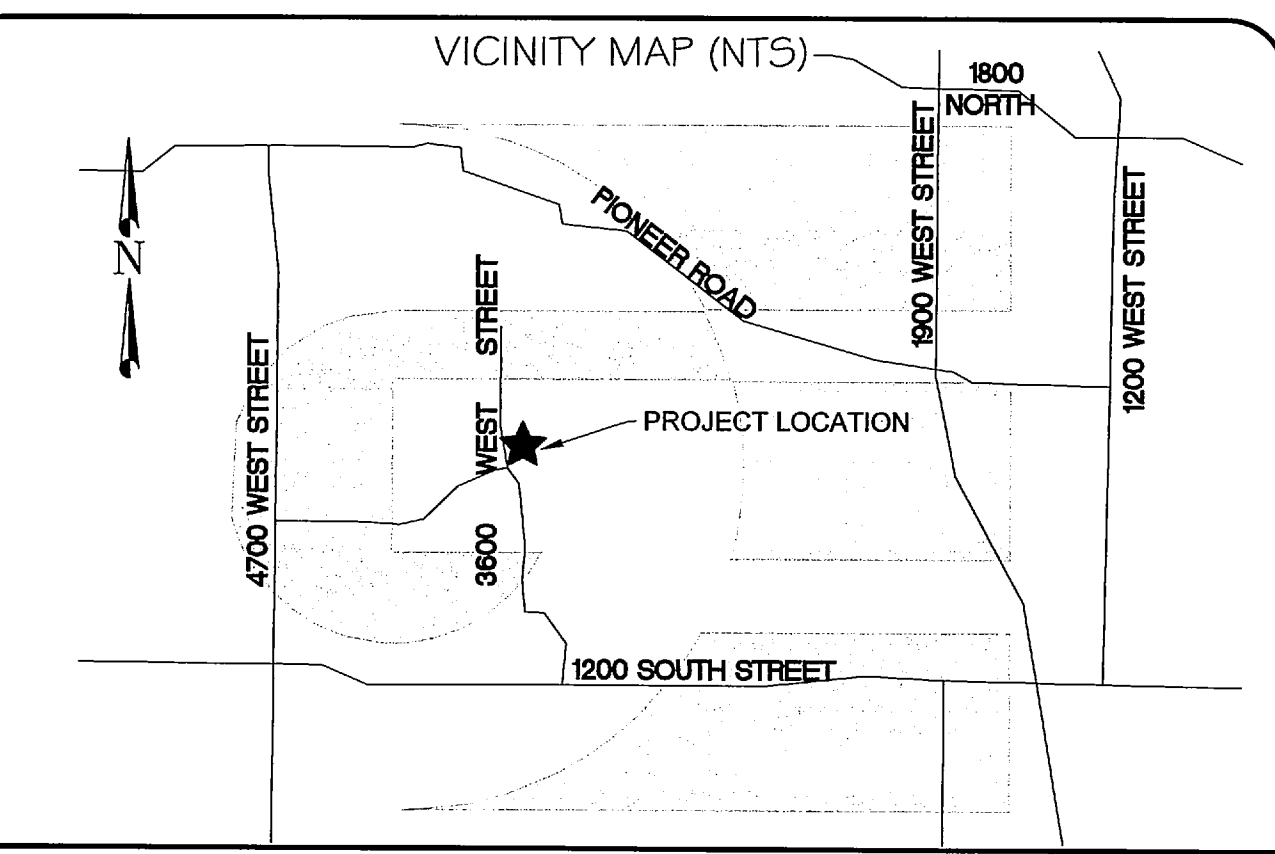 VICINITY MAP (NTS)
1800
NORTH
1900 WEST STREET
1200 WEST STREET
PIONEER ROAD
N
3600 WEST STREET
4700 WEST STREET
PROJECT LOCATION
1200 SOUTH STREET